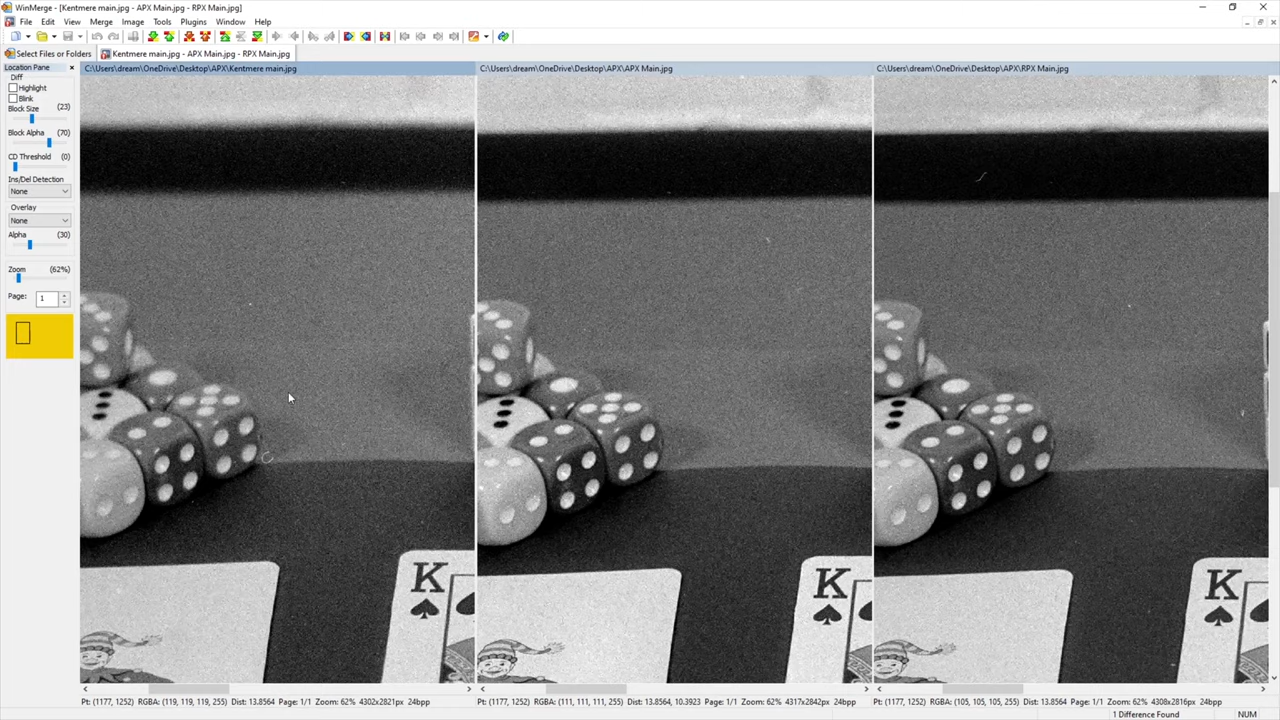 WinMerge - [Kentmere main.jpg - APX Main.jpg - RPX Main.jpg]
File Edit View Merge Image Tools Plugins Window Help
Select Files or Folders Kentmere main.jpg - APX Main.jpg - RPX Main.jpg
Location Pane x
C:\Users\dream\OneDrive\Desktop\APX\Kentmere main.jpg
C:\Users\dream\OneDrive\Desktop\APX\APX Main.jpg
C:\Users\dream\OneDrive\Desktop\APX\RPX Main.jpg
Diff
Highlight
Blink
Block Size (23)
Block Alpha (70)
CD Threshold (0)
Ins/Del Detection
None
Overlay
None
Alpha (30)
Zoom (62%)
Page: 1
K K K
Pt: (1177, 1252) RGBA: (119, 119, 119, 255) Dist: 13.8564 Page: 1/1 Zoom: 62% 4302x2821px 24bpp
Pt: (1177, 1252) RGBA: (111, 111, 111, 255) Dist: 13.8564, 10.3923 Page: 1/1 Zoom: 62% 4317x2842px 24bpp
Pt: (1177, 1252) RGBA: (105, 105, 105, 255) Dist: 13.8564 Page: 1/1 Zoom: 62% 4308x2816px 24bpp
1 Difference Found NUM